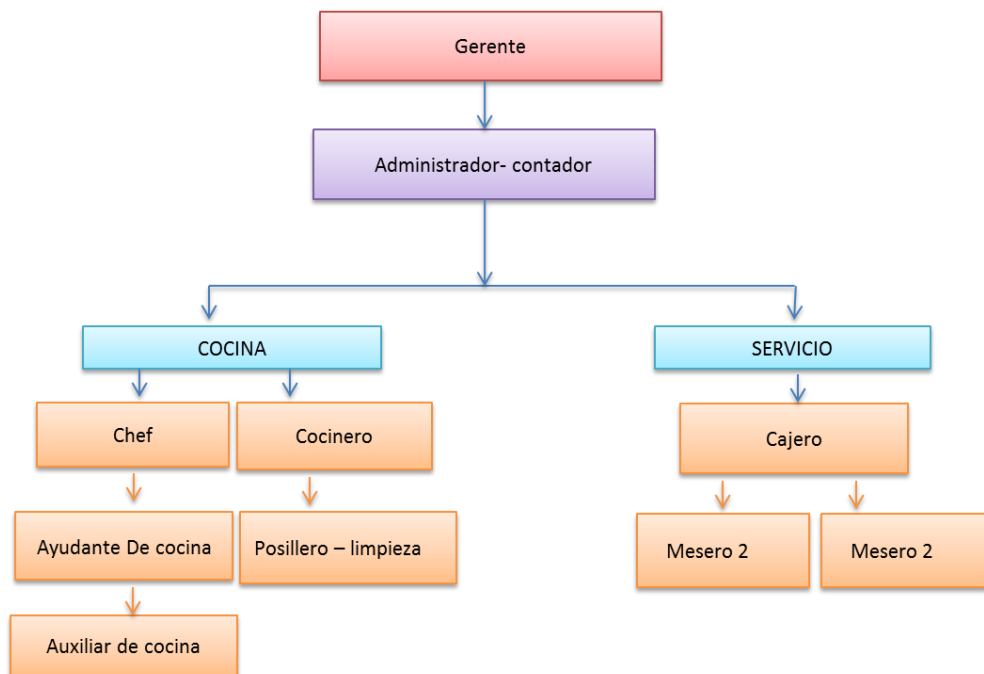 Gerente
Administrador- contador
COCINA
SERVICIO
Chef
Cocinero
Cajero
Ayudante De cocina
Posillero – limpieza
Mesero 2
Mesero 2
Auxiliar de cocina